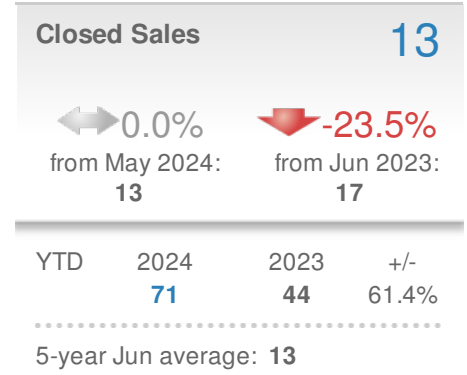 Closed Sales 13
0.0% -23.5%
from May 2024: from Jun 2023:
13 17
YTD 2024 2023 +/-
71 44 61.4%
5-year Jun average: 13